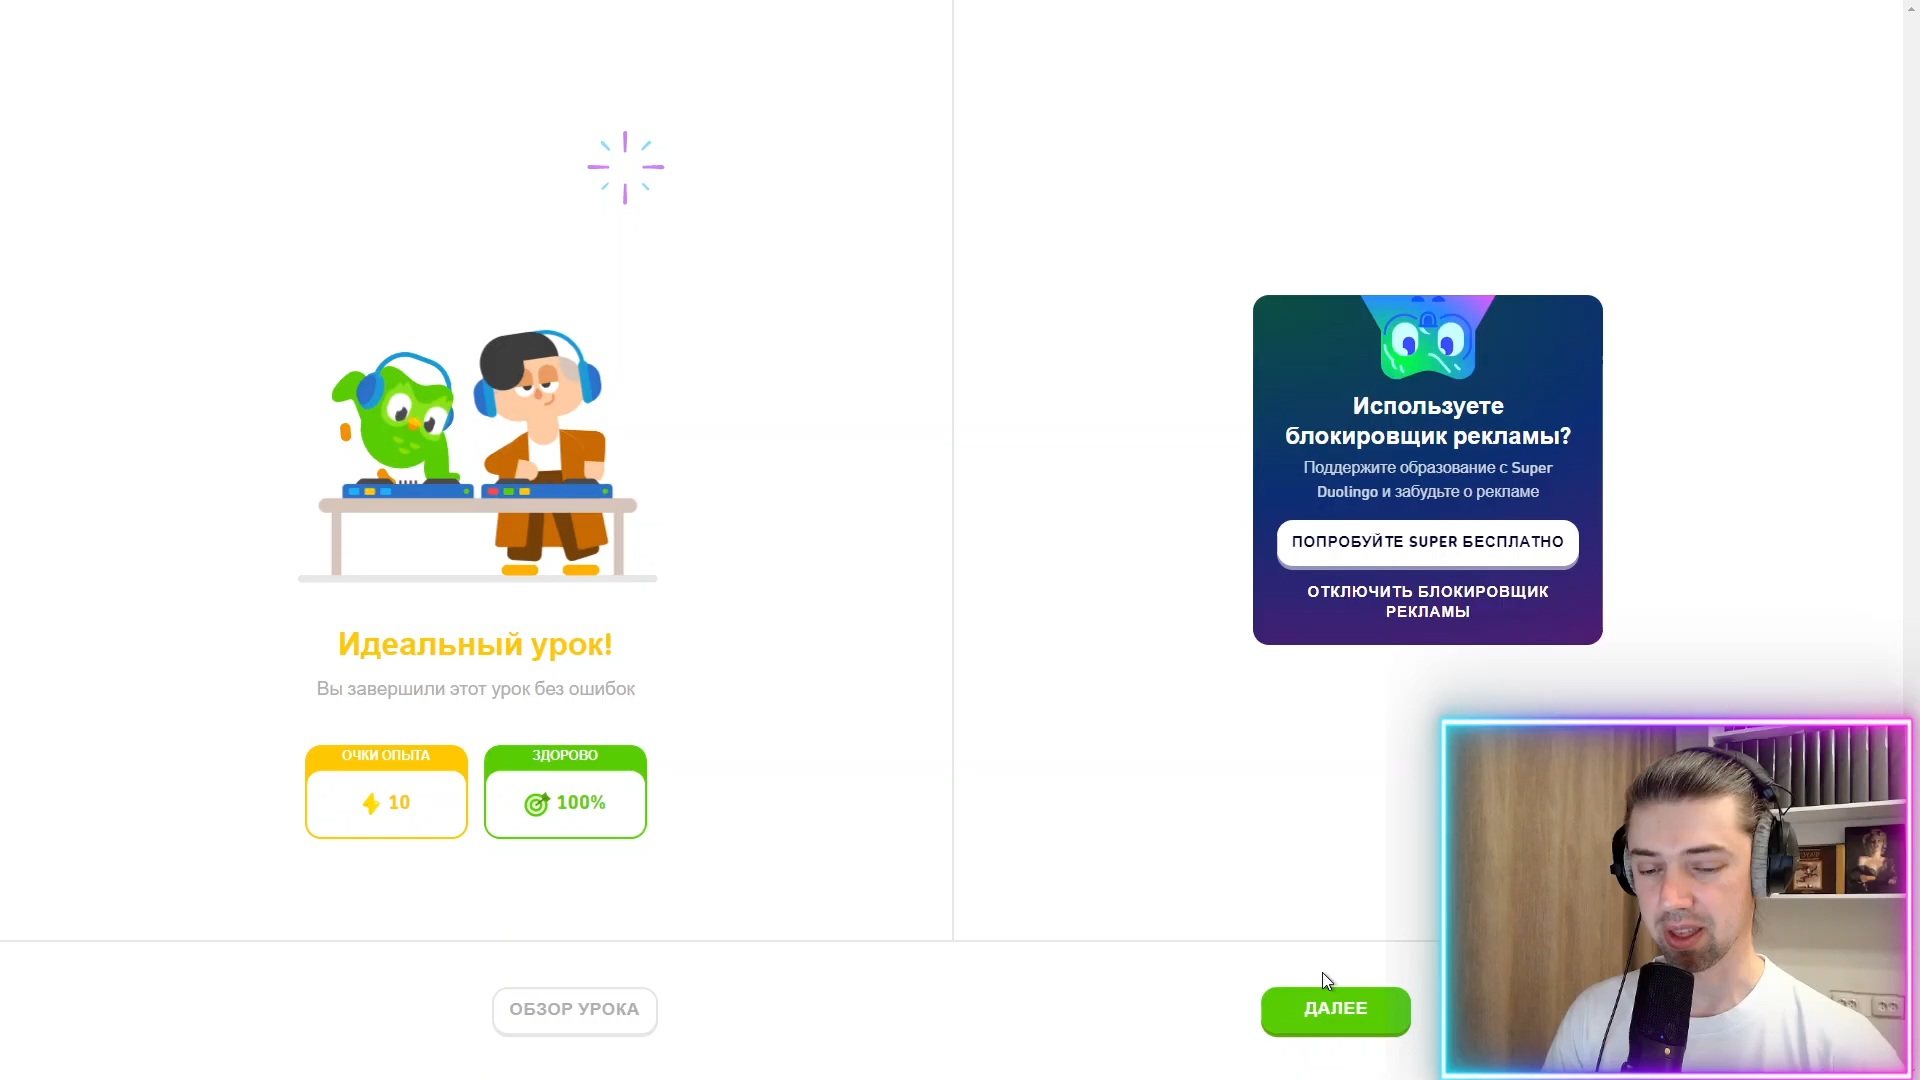 Идеальный урок!
Вы завершили этот урок без ошибок
ОЧКИ ОПЫТА
10
ЗДОРОВО
100%
Используете
блокировщик рекламы?
Поддержите образование с Super
Duolingo и забудьте о рекламе
ПОПРОБУЙТЕ SUPER БЕСПЛАТНО
ОТКЛЮЧИТЬ БЛОКИРОВЩИК
РЕКЛАМЫ
ОБЗОР УРОКА
ДАЛЕЕ